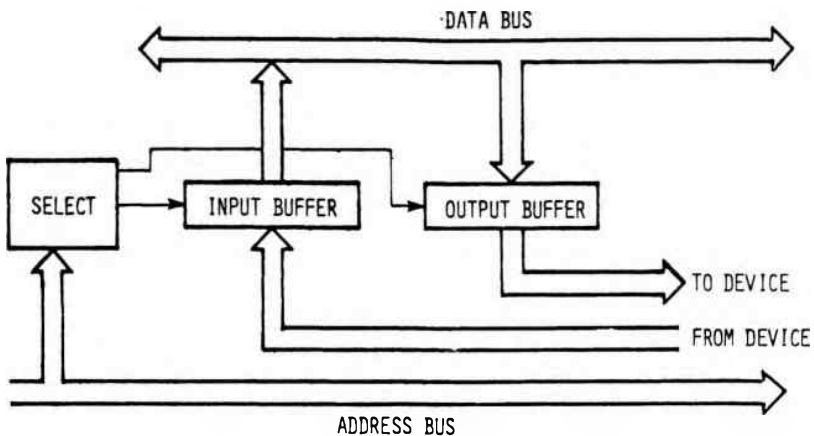 DATA BUS
SELECT
INPUT BUFFER
OUTPUT BUFFER
TO DEVICE
FROM DEVICE
ADDRESS BUS